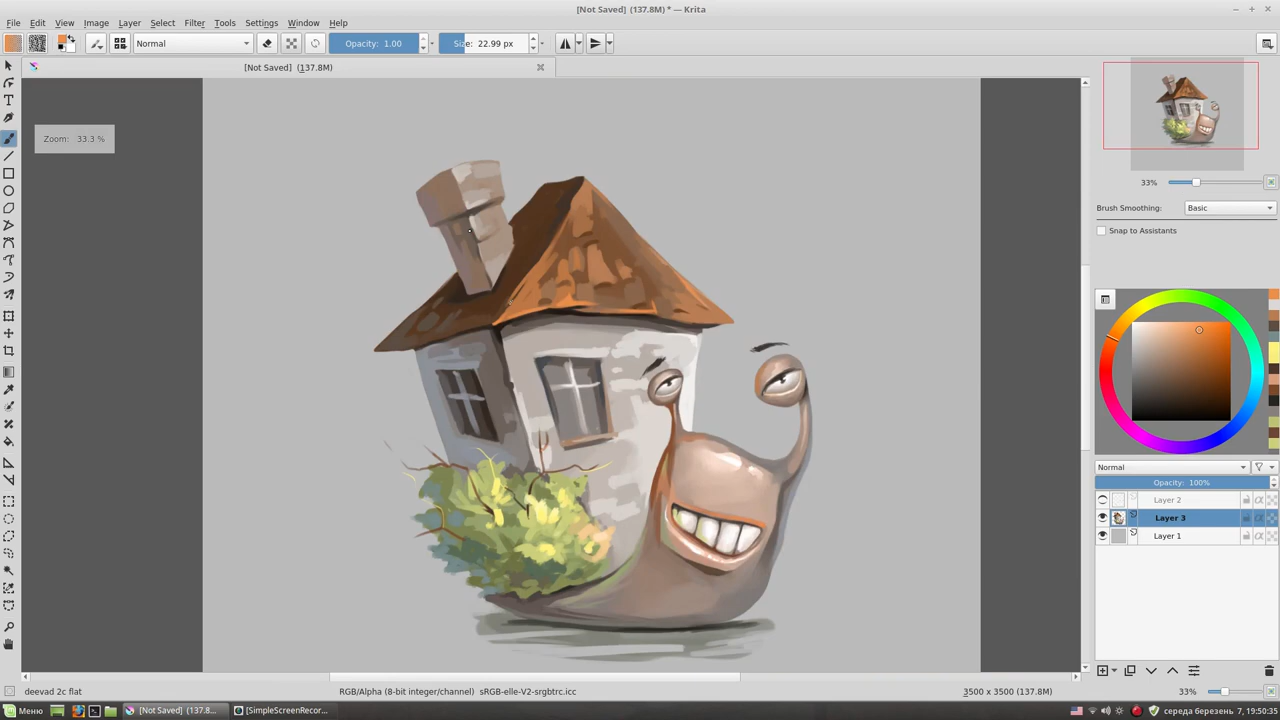 [Not Saved] (137.8M) * — Krita
File Edit View Image Layer Select Filter Tools Settings Window Help
Normal Opacity: 1.00 Size: 22.99 px
[Not Saved] (137.8M)
Zoom: 33.3 %
33%
Brush Smoothing: Basic
Snap to Assistants
Normal
Opacity: 100%
Layer 2
Layer 3
Layer 1
deevad 2c flat RGB/Alpha (8-bit integer/channel) sRGB-elle-V2-srgbtrc.icc 3500 x 3500 (137.8M) 33%
Меню [Not Saved] (137.8... [SimpleScreenRecor... середа березень 7, 19:50:35